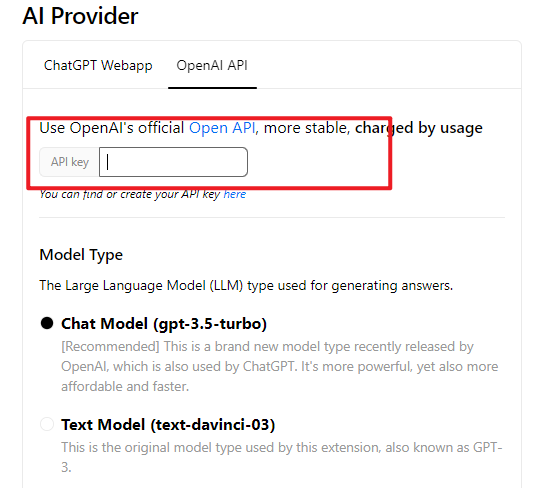 AI Provider
ChatGPT Webapp OpenAI API
Use OpenAI's official Open API, more stable, charged by usage
API key
You can find or create your API key here
Model Type
The Large Language Model (LLM) type used for generating answers.
Chat Model (gpt-3.5-turbo)
[Recommended] This is a brand new model type recently released by
OpenAI, which is also used by ChatGPT. It's more powerful, yet also more
affordable and faster.
Text Model (text-davinci-03)
This is the original model type used by this extension, also known as GPT-
3.